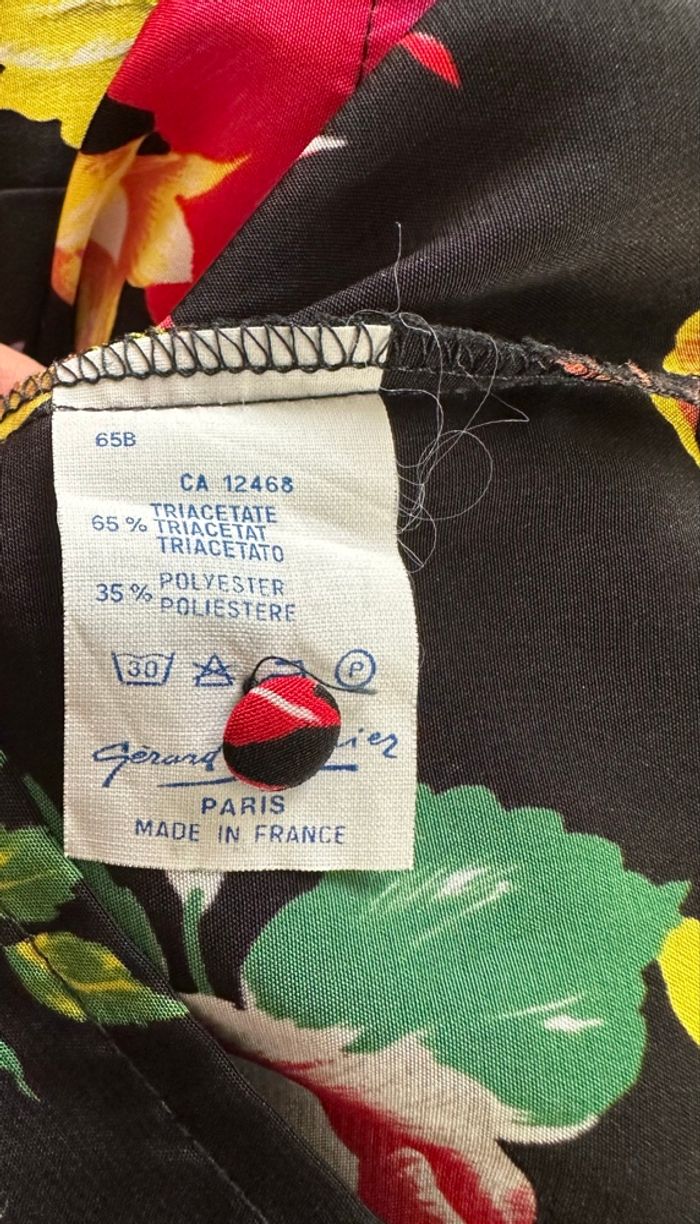 65B
CA 12468
TRIACETATE
65% TRIACETAT
TRIACETATO
POLYESTER
35% POLIESTERE
30 P
Gérard
PARIS
MADE IN FRANCE